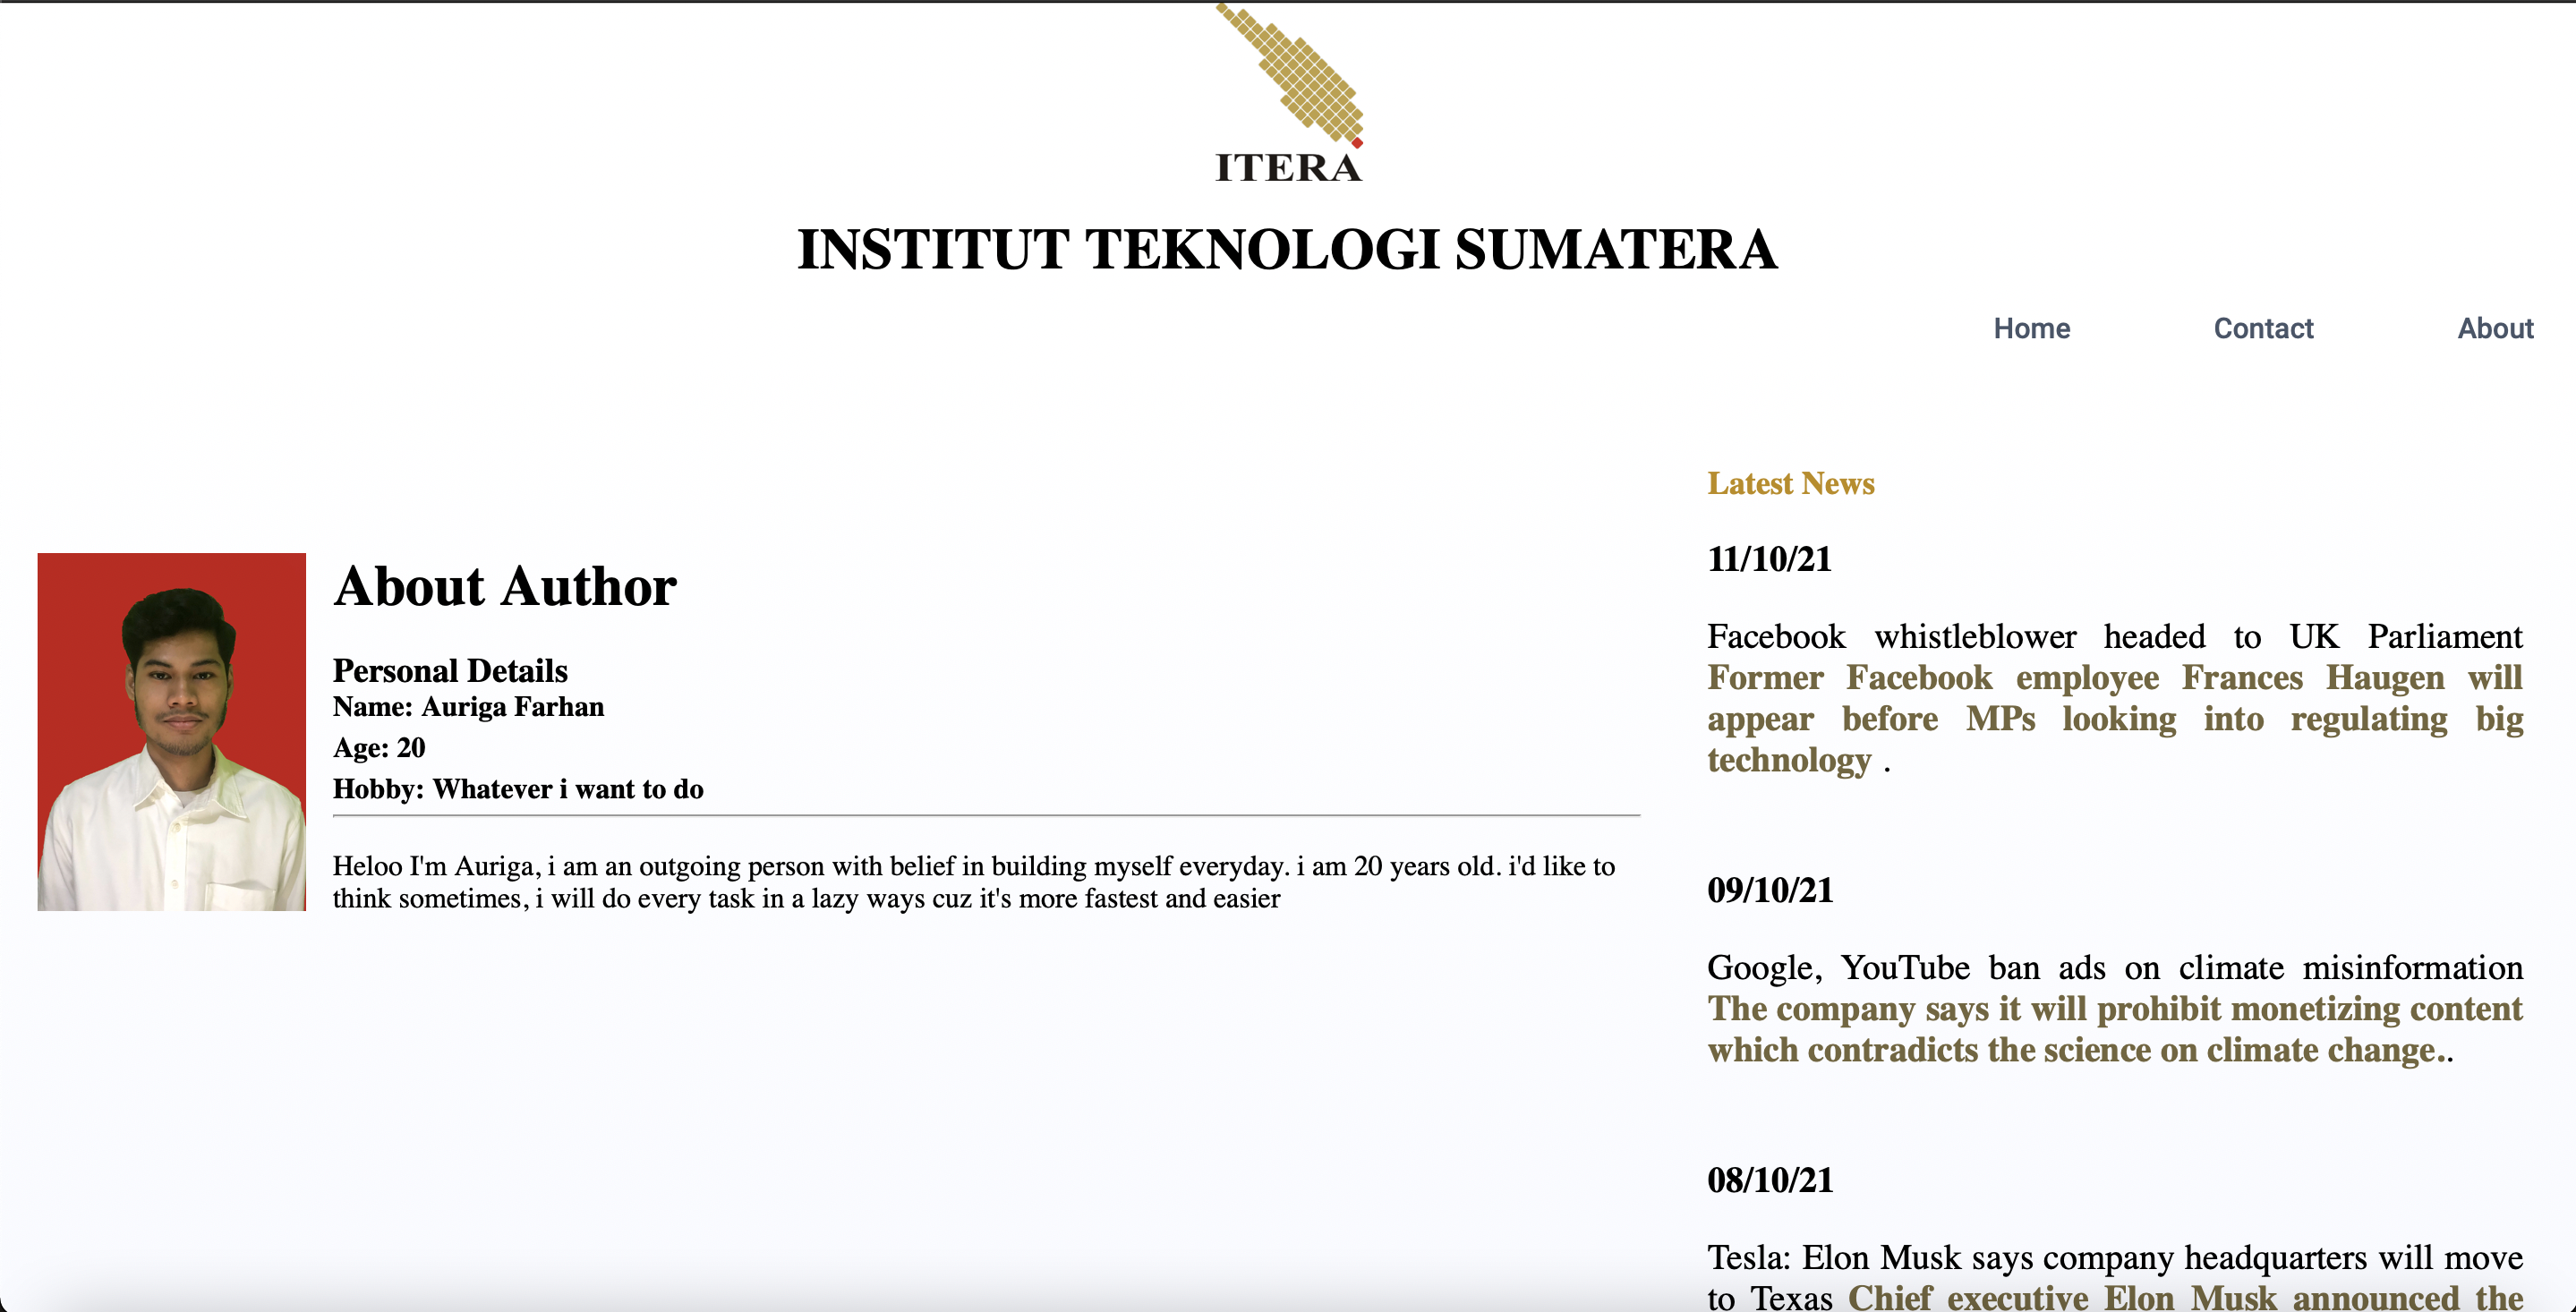 ITERA
INSTITUT TEKNOLOGI SUMATERA
Home
Contact
About
About Author
Personal Details
Name: Auriga Farhan
Age: 20
Hobby: Whatever i want to do
Heloo I'm Auriga, i am an outgoing person with belief in building myself everyday. i am 20 years old. i'd like to
think sometimes, i will do every task in a lazy ways cuz it's more fastest and easier
Latest News
11/10/21
Facebook whistleblower headed to UK Parliament
Former Facebook employee Frances Haugen will
appear before MPs looking into regulating big
technology .
09/10/21
Google, YouTube ban ads on climate misinformation
The company says it will prohibit monetizing content
which contradicts the science on climate change..
08/10/21
Tesla: Elon Musk says company headquarters will move
to Texas Chief executive Elon Musk announced the